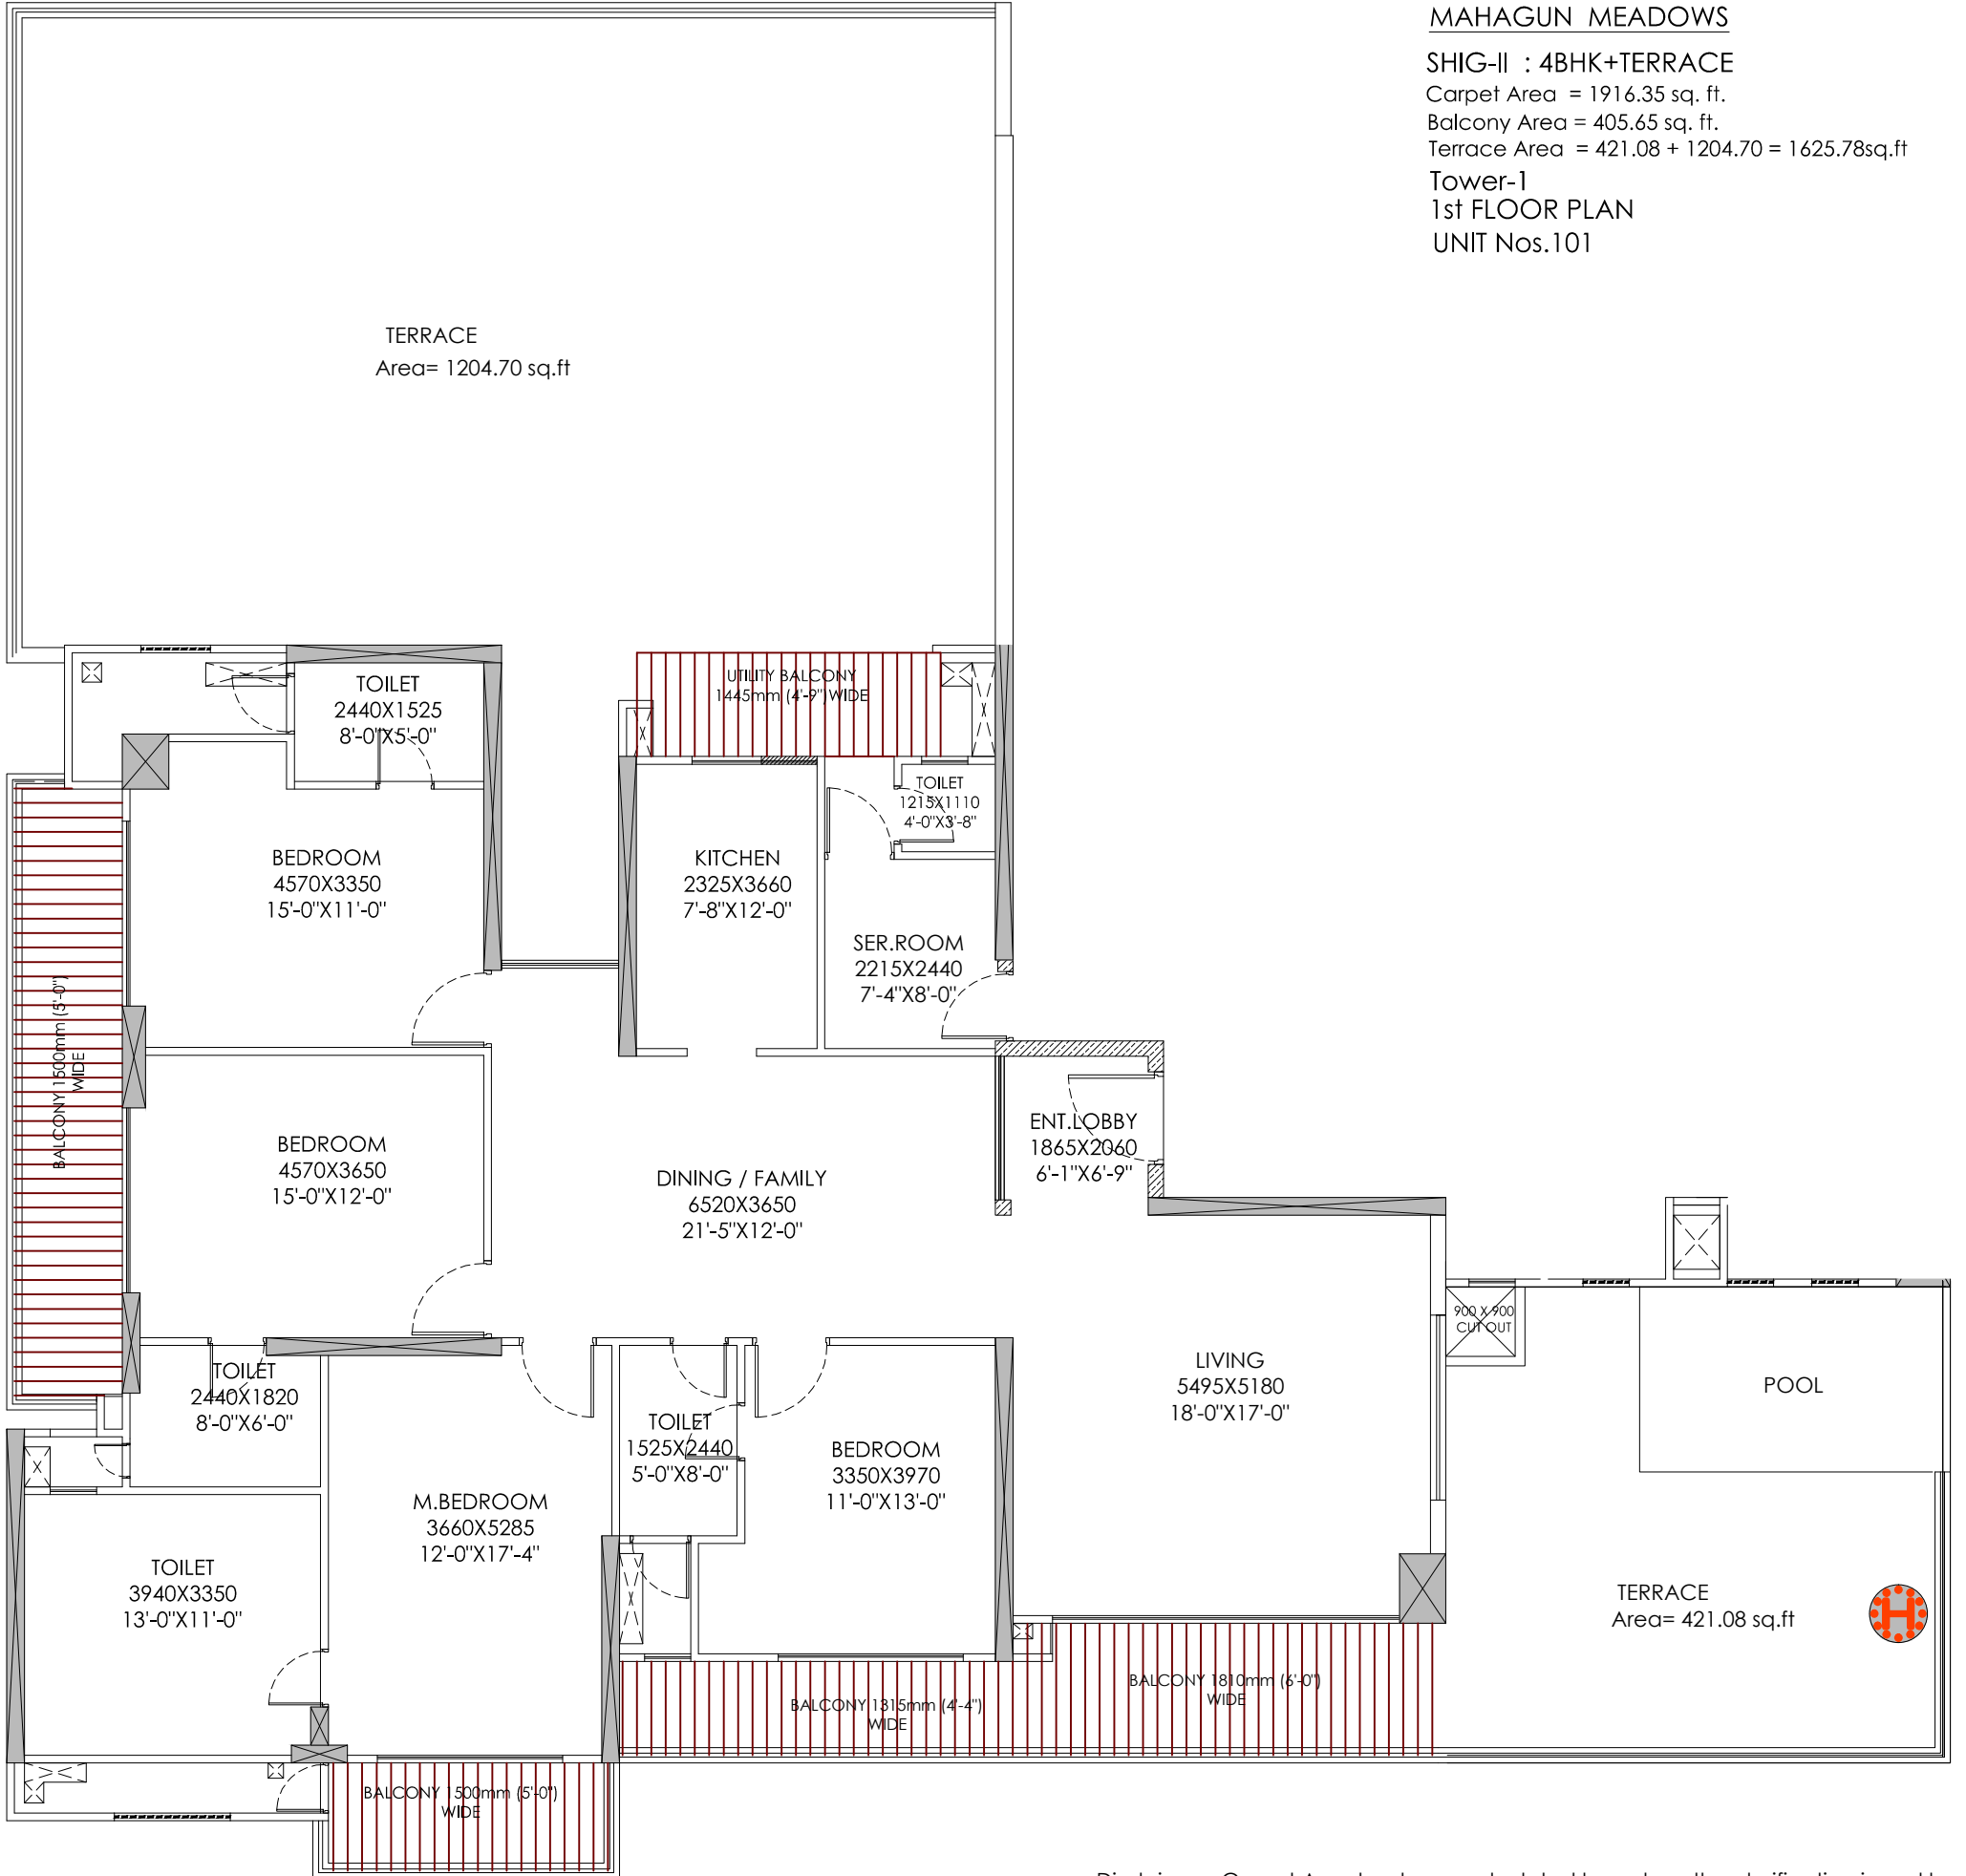 MAHAGUN MEADOWS
SHIG-II : 4BHK+TERRACE
Carpet Area = 1916.35 sq. ft.
Balcony Area = 405.65 sq. ft.
Terrace Area = 421.08 + 1204.70 = 1625.78sq.ft
Tower-1
1st FLOOR PLAN
UNIT Nos.101
TERRACE
Area= 1204.70 sq.ft
TOILET
2440X1525
8'-0"X5'-0"
UTILITY BALCONY
1445mm (4'-9") WIDE
TOILET
1215X1110
4'-0"X3'-8"
BEDROOM
4570X3350
15'-0"X11'-0"
KITCHEN
2325X3660
7'-8"X12'-0"
SER.ROOM
2215X2440
7'-4"X8'-0"
BALCONY 1500mm (5'-0")
WIDE
BEDROOM
4570X3650
15'-0"X12'-0"
DINING / FAMILY
6520X3650
21'-5"X12'-0"
ENT.LOBBY
1865X2060
6'-1"X6'-9"
900 X 900
CUT OUT
POOL
LIVING
5495X5180
18'-0"X17'-0"
TOILET
2440X1820
8'-0"X6'-0"
TOILET
1525X2440
5'-0"X8'-0"
BEDROOM
3350X3970
11'-0"X13'-0"
M.BEDROOM
3660X5285
12'-0"X17'-4"
TOILET
3940X3350
13'-0"X11'-0"
TERRACE
Area= 421.08 sq.ft
H
BALCONY 1810mm (6'-0")
WIDE
BALCONY 1315mm (4'-4")
WIDE
BALCONY 1500mm (5'-0")
WIDE